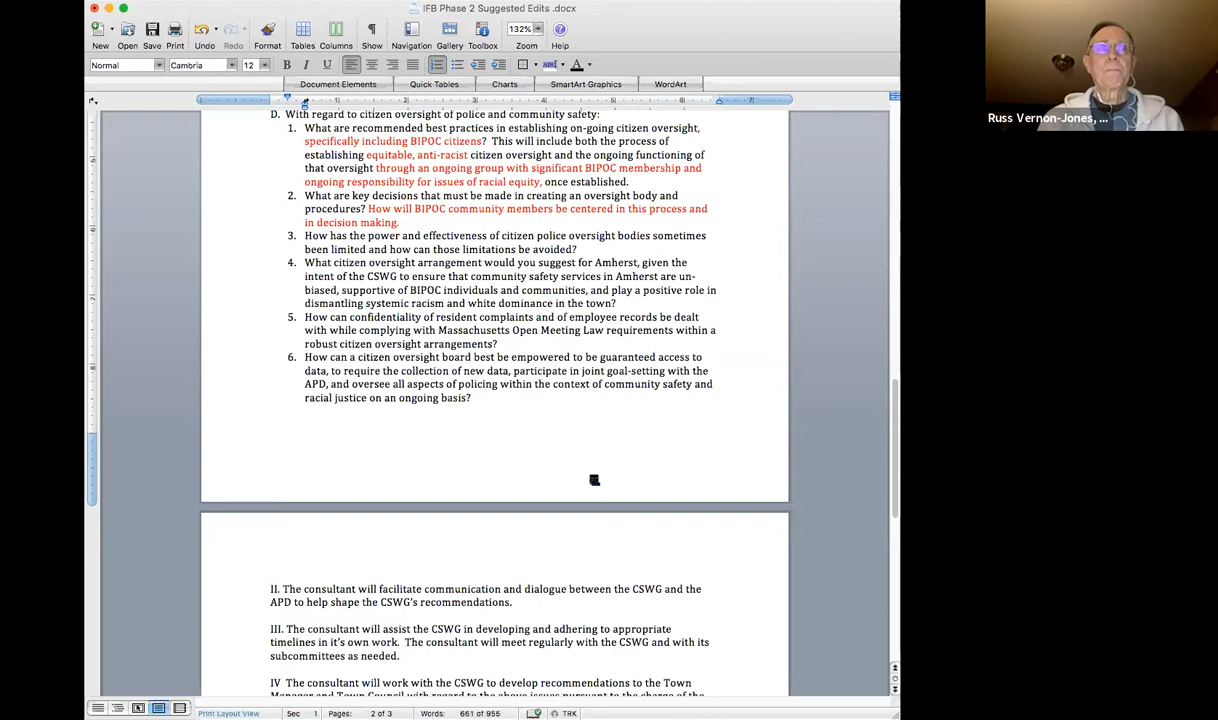 IFB Phase 2 Suggested Edits .docx
132%
New Open Save Print Undo Redo Format Tables Columns Show Navigation Gallery Toolbox Zoom Help
Normal Cambria 12 B I U
Document Elements Quick Tables Charts SmartArt Graphics WordArt
D. With regard to citizen oversight of police and community safety:
1. What are recommended best practices in establishing on-going citizen oversight,
specifically including BIPOC citizens? This will include both the process of
establishing equitable, anti-racist citizen oversight and the ongoing functioning of
that oversight through an ongoing group with significant BIPOC membership and
ongoing responsibility for issues of racial equity, once established.
2. What are key decisions that must be made in creating an oversight body and
procedures? How will BIPOC community members be centered in this process and
in decision making.
3. How has the power and effectiveness of citizen police oversight bodies sometimes
been limited and how can those limitations be avoided?
4. What citizen oversight arrangement would you suggest for Amherst, given the
intent of the CSWG to ensure that community safety services in Amherst are un-
biased, supportive of BIPOC individuals and communities, and play a positive role in
dismantling systemic racism and white dominance in the town?
5. How can confidentiality of resident complaints and of employee records be dealt
with while complying with Massachusetts Open Meeting Law requirements within a
robust citizen oversight arrangements?
6. How can a citizen oversight board best be empowered to be guaranteed access to
data, to require the collection of new data, participate in joint goal-setting with the
APD, and oversee all aspects of policing within the context of community safety and
racial justice on an ongoing basis?
II. The consultant will facilitate communication and dialogue between the CSWG and the
APD to help shape the CSWG's recommendations.
III. The consultant will assist the CSWG in developing and adhering to appropriate
timelines in it's own work. The consultant will meet regularly with the CSWG and with its
subcommittees as needed.
IV The consultant will work with the CSWG to develop recommendations to the Town
Manager and Town Council with regard to the above issues pursuant to the charge of the
Print Layout View Sec 1 Pages: 2 of 3 Words: 661 of 955 TRK
Russ Vernon-Jones, ...